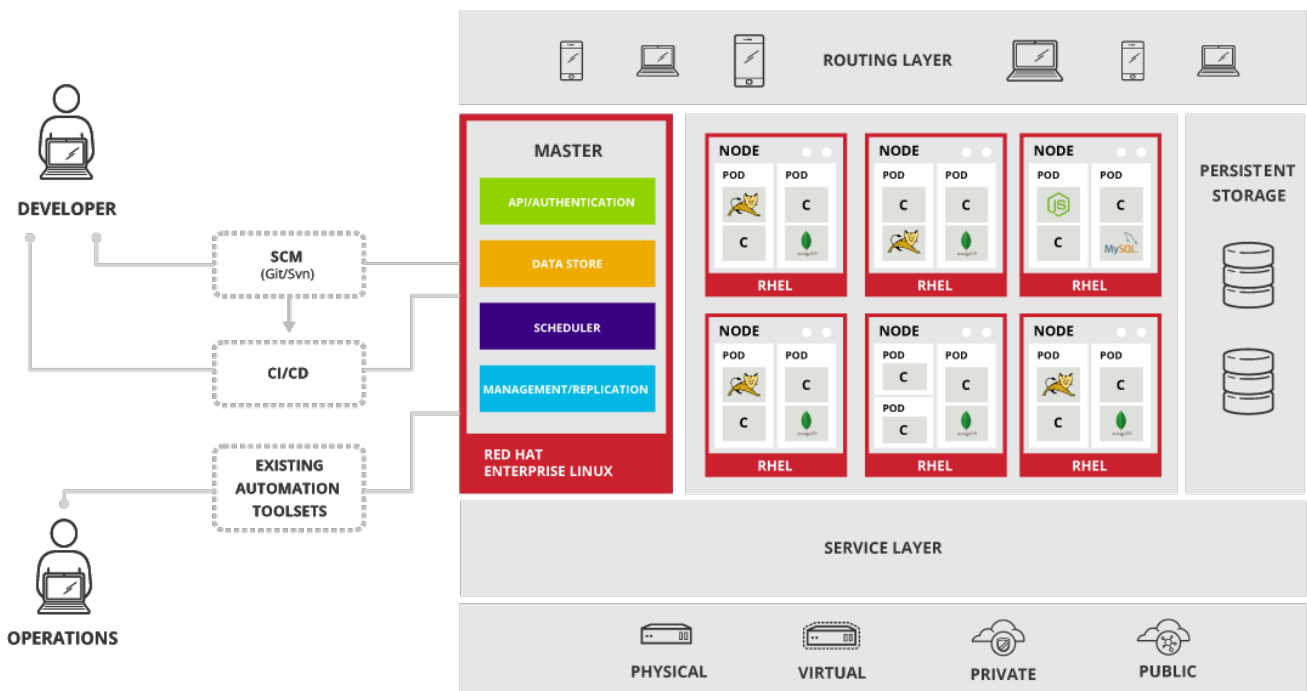 ROUTING LAYER
DEVELOPER
SCM
(Git/Svn)
CI/CD
EXISTING
AUTOMATION
TOOLSETS
OPERATIONS
MASTER
API/AUTHENTICATION
DATA STORE
SCHEDULER
MANAGEMENT/REPLICATION
RED HAT
ENTERPRISE LINUX
NODE
POD POD
C
C
RHEL
NODE
POD POD
C C
RHEL
NODE
POD POD
JS C
C MySQL
RHEL
NODE
POD POD
C
C
RHEL
NODE
POD POD
C C
POD
C
RHEL
NODE
POD POD
C
C
RHEL
PERSISTENT
STORAGE
SERVICE LAYER
PHYSICAL
VIRTUAL
PRIVATE
PUBLIC